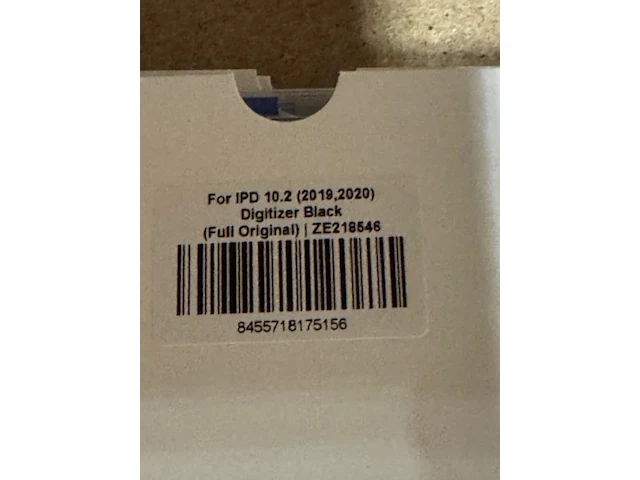 For IPD 10.2 (2019,2020)
Digitizer Black
(Full Original) | ZE218546
8455718175156